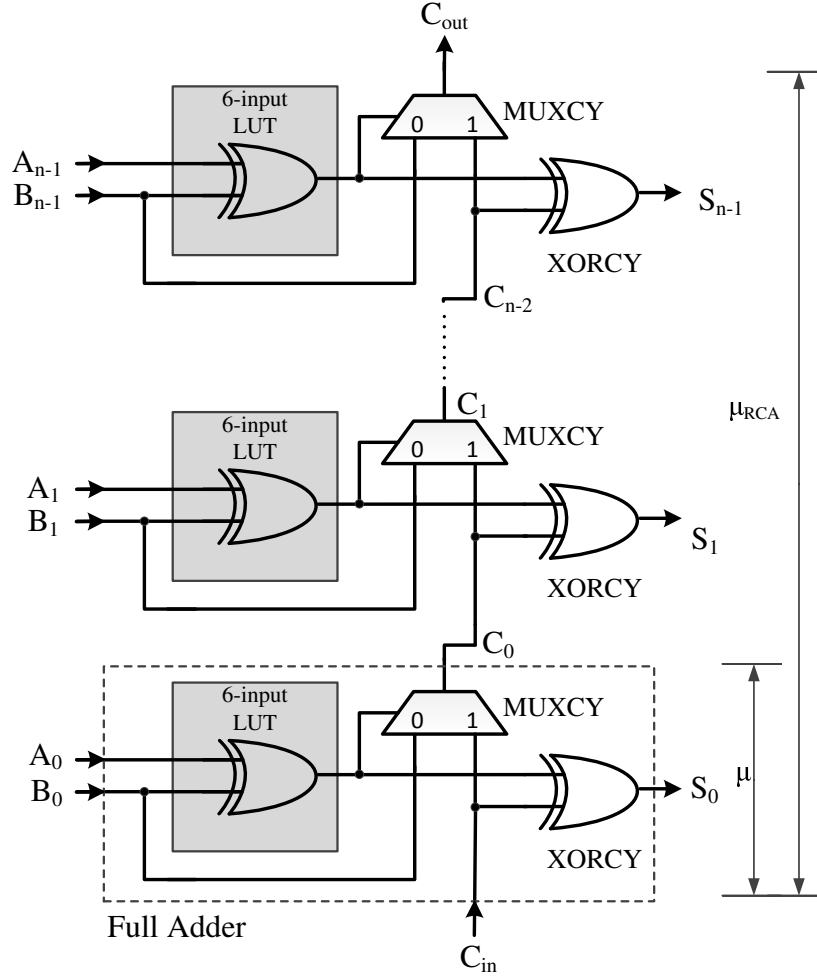 C_out
6-input
LUT
0 1
MUXCY
A_n-1
B_n-1
S_n-1
XORCY
C_n-2
μ_RCA
C_1
6-input
LUT
0 1
MUXCY
A_1
B_1
S_1
XORCY
C_0
6-input
LUT
0 1
MUXCY
A_0
B_0
S_0
μ
XORCY
Full Adder
C_in